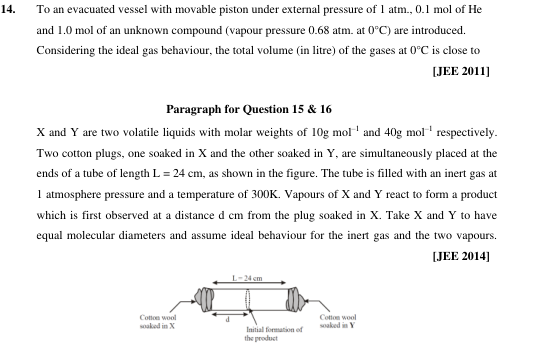 14. To an evacuated vessel with movable piston under external pressure of 1 atm., 0.1 mol of He
and 1.0 mol of an unknown compound (vapour pressure 0.68 atm. at 0°C) are introduced.
Considering the ideal gas behaviour, the total volume (in litre) of the gases at 0°C is close to
[JEE 2011]
Paragraph for Question 15 & 16
X and Y are two volatile liquids with molar weights of 10g mol⁻¹ and 40g mol⁻¹ respectively.
Two cotton plugs, one soaked in X and the other soaked in Y, are simultaneously placed at the
ends of a tube of length L = 24 cm, as shown in the figure. The tube is filled with an inert gas at
1 atmosphere pressure and a temperature of 300K. Vapours of X and Y react to form a product
which is first observed at a distance d cm from the plug soaked in X. Take X and Y to have
equal molecular diameters and assume ideal behaviour for the inert gas and the two vapours.
[JEE 2014]
L=24 cm
Cotton wool
soaked in X
d
Initial formation of
the product
Cotton wool
soaked in Y